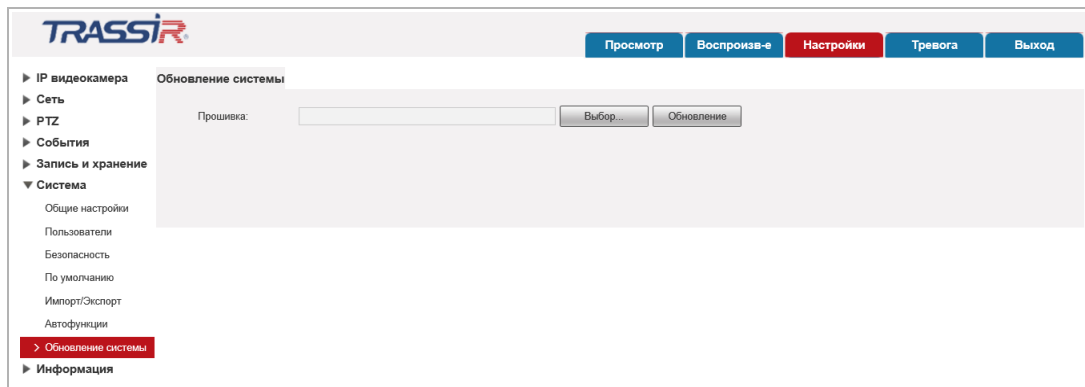 TRASSIR
Просмотр
Воспроизв-е
Настройки
Тревога
Выход
IP видеокамера
Сеть
PTZ
События
Запись и хранение
Система
Общие настройки
Пользователи
Безопасность
По умолчанию
Импорт/Экспорт
Автофункции
Обновление системы
Информация
Обновление системы
Прошивка:
Выбор...
Обновление